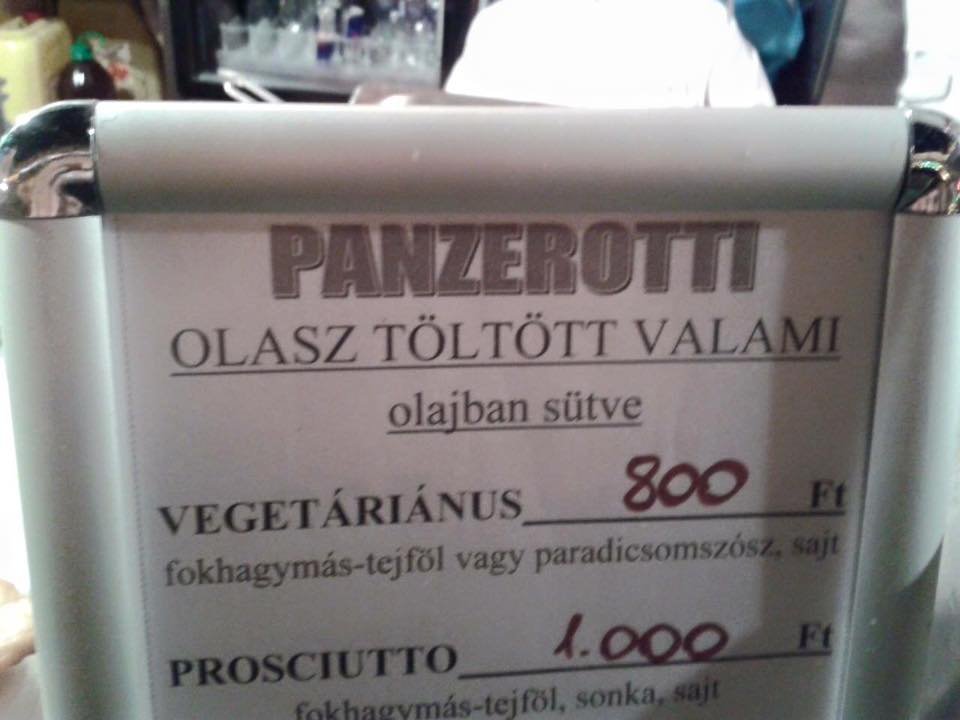 PANZEROTTI
OLASZ TÖLTÖTT VALAMI
olajban sütve
VEGETÁRIÁNUS 800 Ft
fokhagymás-tejföl vagy paradicsomszósz, sajt
PROSCIUTTO 1.000 Ft
fokhagymás-tejföl, sonka, sajt